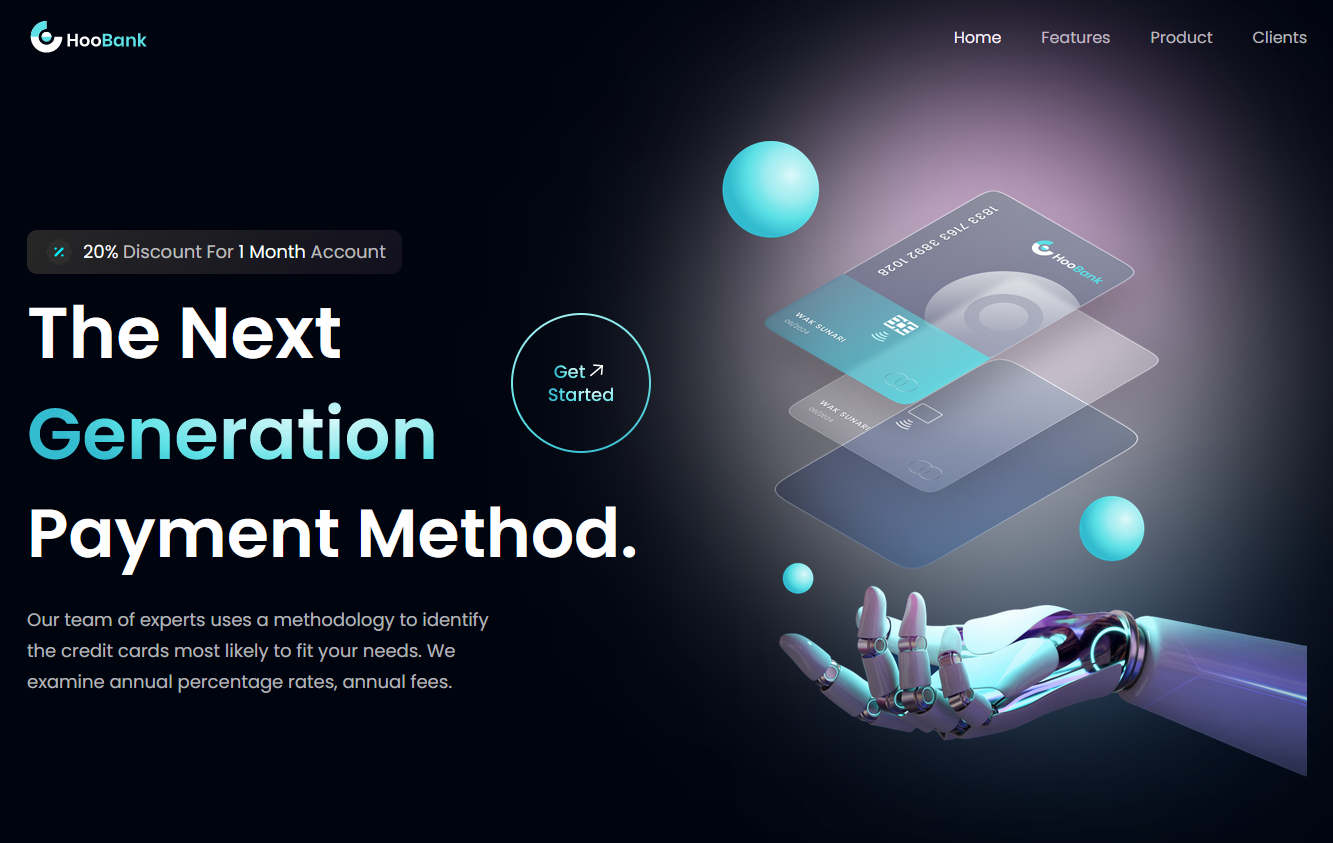 HooBank
Home Features Product Clients
20% Discount For 1 Month Account
The Next
Generation
Payment Method.
Get
Started
Our team of experts uses a methodology to identify
the credit cards most likely to fit your needs. We
examine annual percentage rates, annual fees.
1833 7163 3892 1028
HooBank
WAK SUNARI
06/2024
WAK SUNARI
06/2024